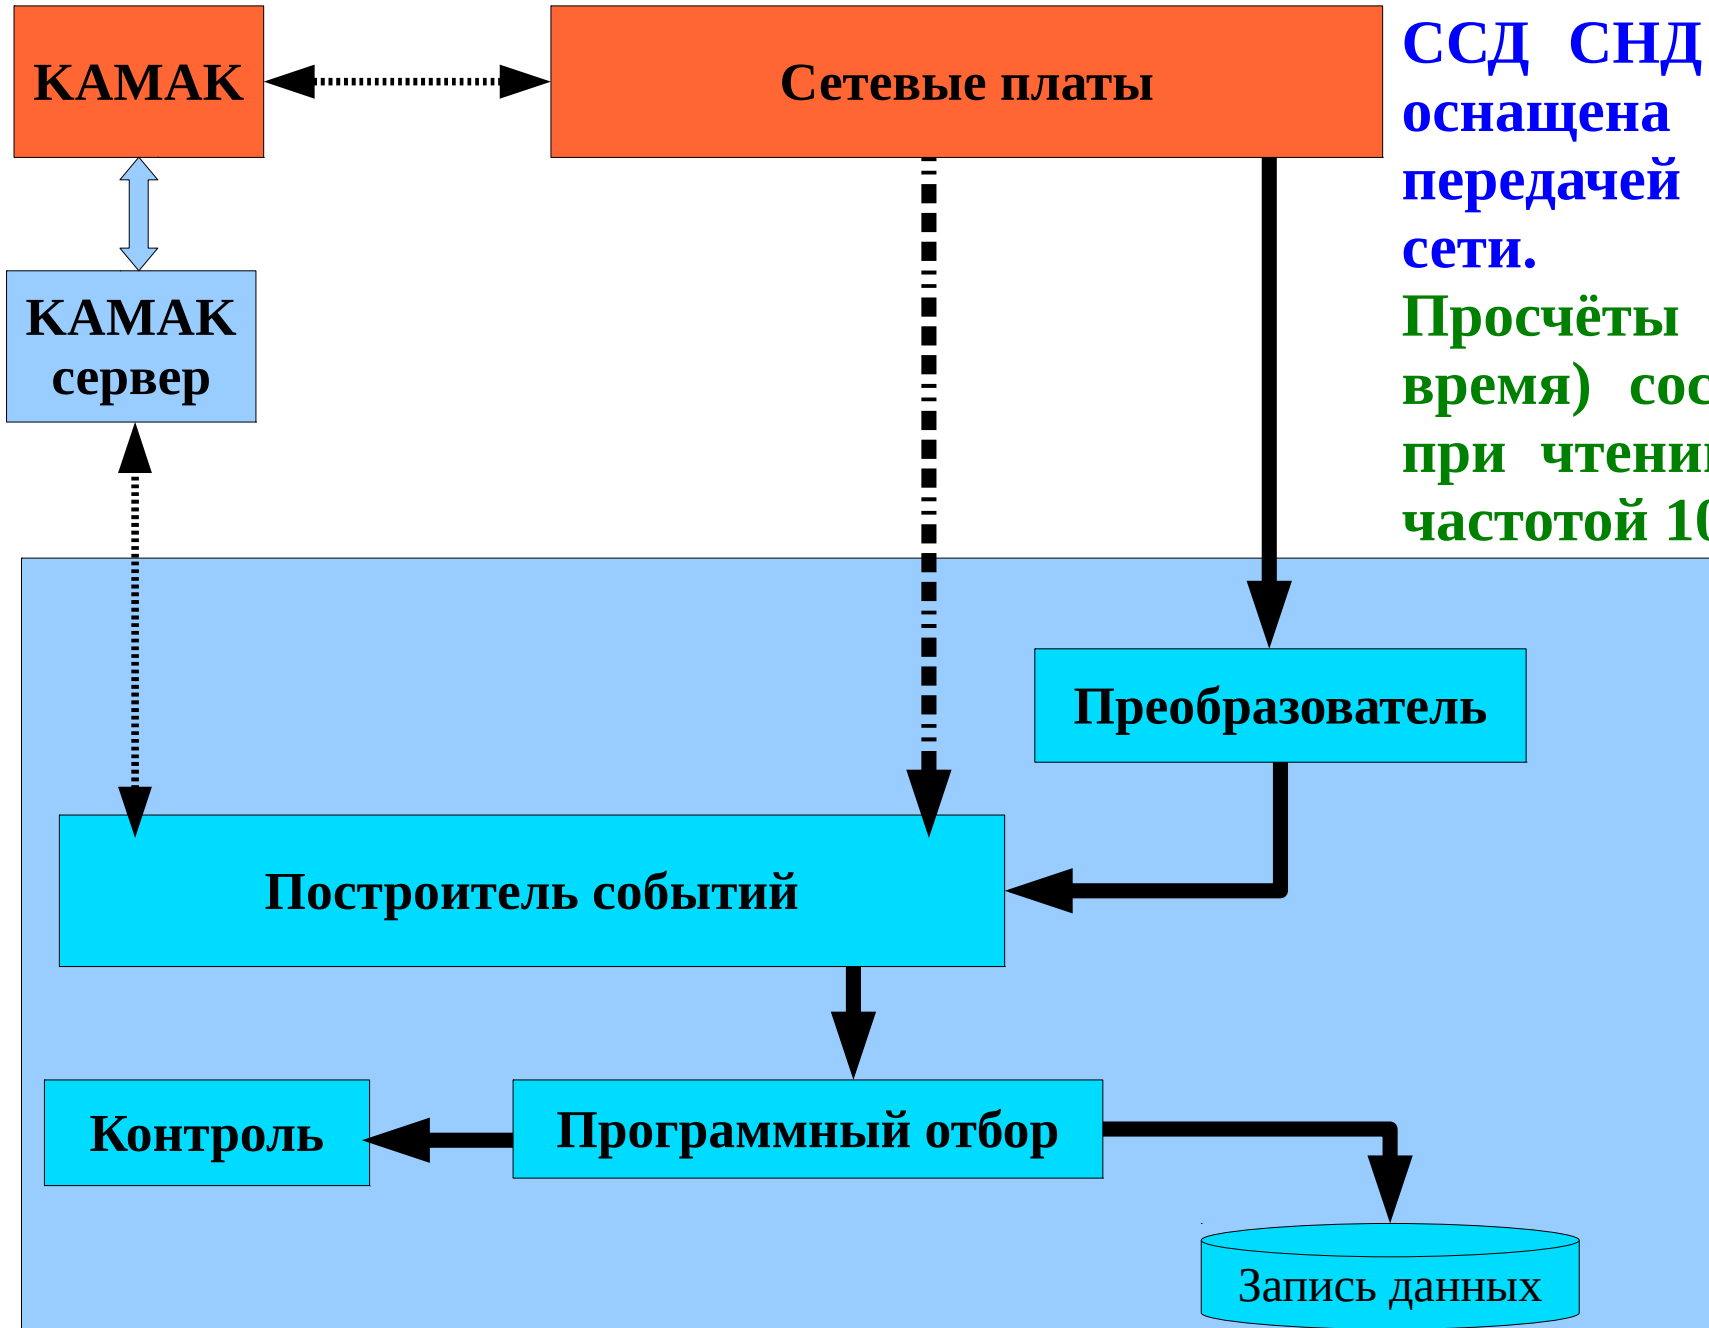 КАМАК
Сетевые платы
ССД СНД
оснащена
передачей
сети.
Просчёты
время)
при
частотой
КАМАК
сервер
Преобразователь
Построитель событий
Контроль
Программный отбор
Запись данных